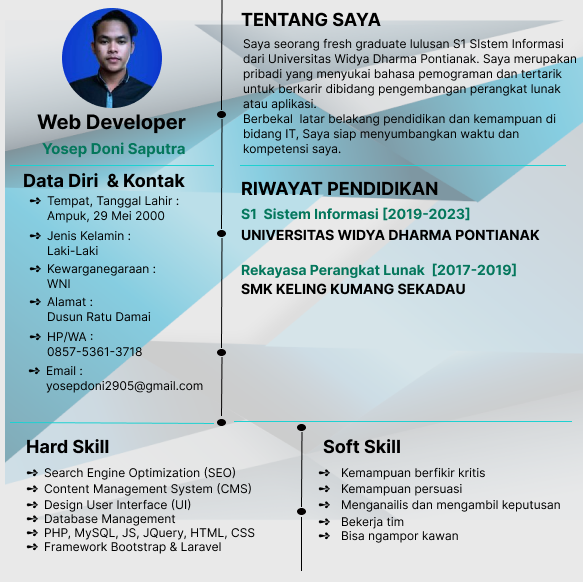 Web Developer
Yosep Doni Saputra
Data Diri & Kontak
Tempat, Tanggal Lahir :
Ampuk, 29 Mei 2000
Jenis Kelamin :
Laki-Laki
Kewarganegaraan :
WNI
Alamat :
Dusun Ratu Damai
HP/WA :
0857-5361-3718
Email :
yosepdoni2905@gmail.com
TENTANG SAYA
Saya seorang fresh graduate lulusan S1 SIstem Informasi
dari Universitas Widya Dharma Pontianak. Saya merupakan
pribadi yang menyukai bahasa pemograman dan tertarik
untuk berkarir dibidang pengembangan perangkat lunak
atau aplikasi.
Berbekal latar belakang pendidikan dan kemampuan di
bidang IT, Saya siap menyumbangkan waktu dan
kompetensi saya.
RIWAYAT PENDIDIKAN
S1 Sistem Informasi [2019-2023]
UNIVERSITAS WIDYA DHARMA PONTIANAK
Rekayasa Perangkat Lunak [2017-2019]
SMK KELING KUMANG SEKADAU
Hard Skill
Search Engine Optimization (SEO)
Content Management System (CMS)
Design User Interface (UI)
Database Management
PHP, MySQL, JS, JQuery, HTML, CSS
Framework Bootstrap & Laravel
Soft Skill
Kemampuan berfikir kritis
Kemampuan persuasi
Menganailis dan mengambil keputusan
Bekerja tim
Bisa ngampor kawan